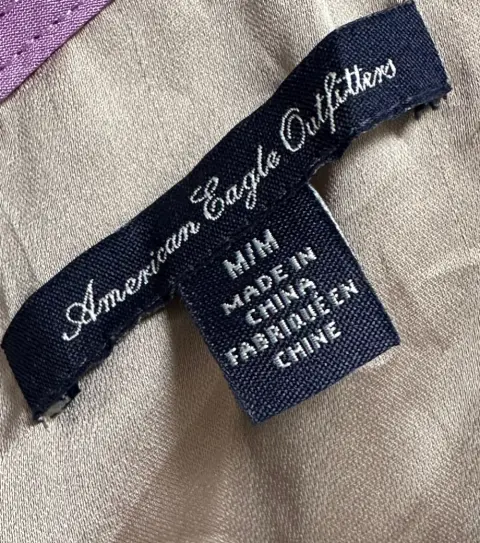 American Eagle Outfitters
M/M
MADE IN
CHINA
FABRIQUÉ EN
CHINE